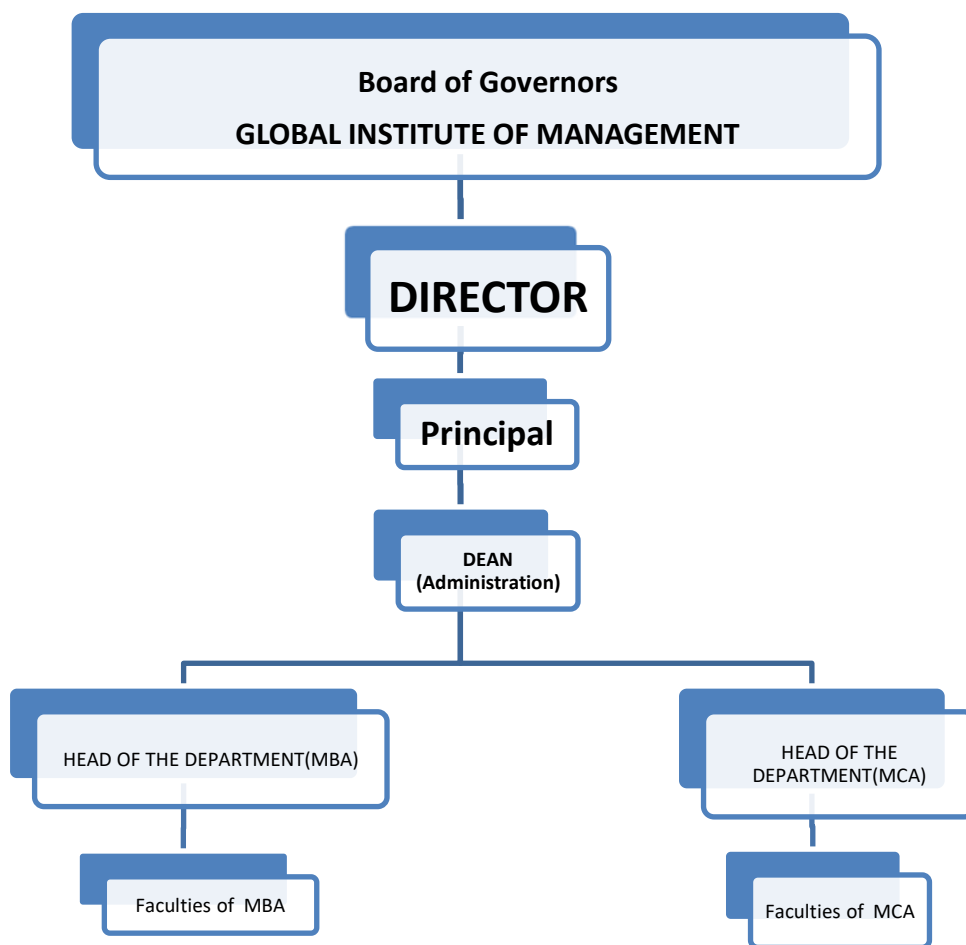 Board of Governors
GLOBAL INSTITUTE OF MANAGEMENT
DIRECTOR
Principal
DEAN
(Administration)
HEAD OF THE DEPARTMENT(MBA)
HEAD OF THE
DEPARTMENT(MCA)
Faculties of MBA
Faculties of MCA